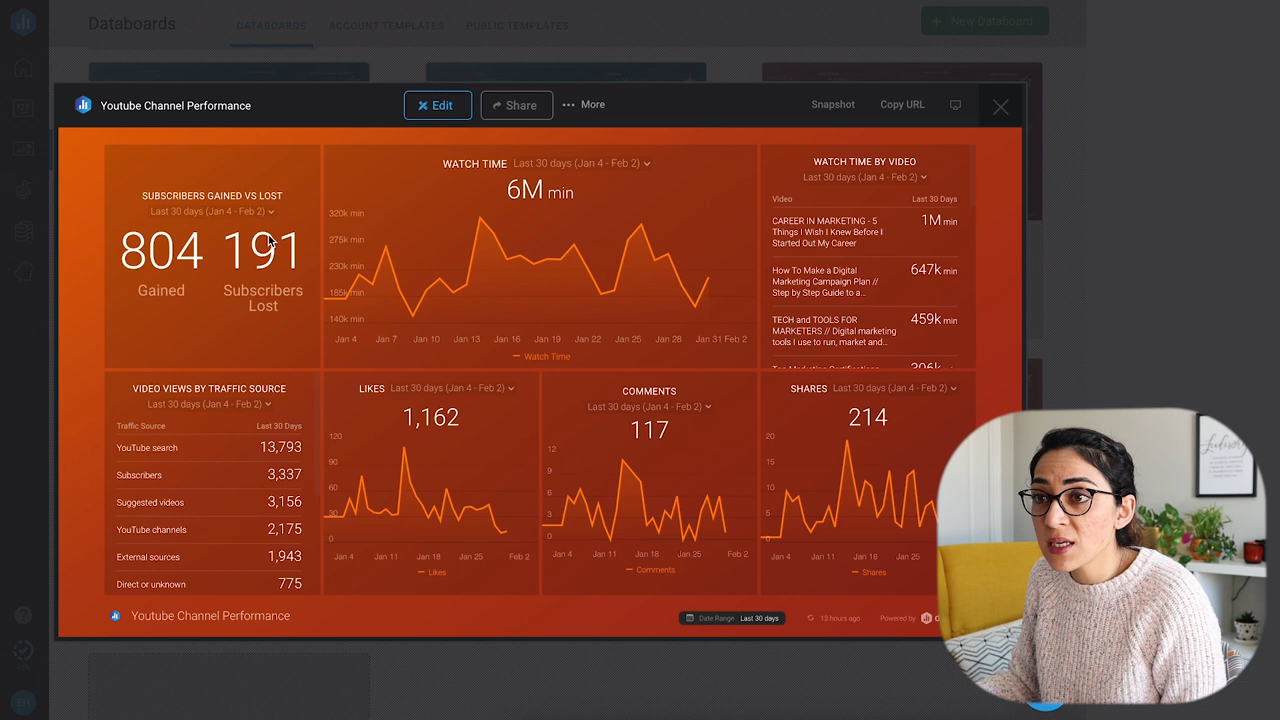 Databoards
DATABOARDS
ACCOUNT TEMPLATES
PUBLIC TEMPLATES
+ New Databoard
Youtube Channel Performance
Edit
Share
More
Snapshot
Copy URL
SUBSCRIBERS GAINED VS LOST
Last 30 days (Jan 4 - Feb 2)
804
191
Gained
Subscribers
Lost
WATCH TIME Last 30 days (Jan 4 - Feb 2)
6M min
320k min
275k min
230k min
185k min
140k min
Jan 4 Jan 7 Jan 10 Jan 13 Jan 16 Jan 19 Jan 22 Jan 25 Jan 28 Jan 31 Feb 2
Watch Time
WATCH TIME BY VIDEO
Last 30 days (Jan 4 - Feb 2)
Video Last 30 Days
CAREER IN MARKETING - 5 1M min
Things I Wish I Knew Before I
Started Out My Career
How To Make a Digital 647k min
Marketing Campaign Plan //
Step by Step Guide to a...
TECH and TOOLS FOR 459k min
MARKETERS // Digital marketing
tools I use to run, market and...
VIDEO VIEWS BY TRAFFIC SOURCE
Last 30 days (Jan 4 - Feb 2)
Traffic Source Last 30 Days
YouTube search 13,793
Subscribers 3,337
Suggested videos 3,156
YouTube channels 2,175
External sources 1,943
Direct or unknown 775
LIKES Last 30 days (Jan 4 - Feb 2)
1,162
120
90
60
30
0
Jan 4 Jan 11 Jan 18 Jan 25 Feb 2
Likes
COMMENTS
Last 30 days (Jan 4 - Feb 2)
117
12
9
6
3
0
Jan 4 Jan 11 Jan 18 Jan 25 Feb 2
Comments
SHARES Last 30 days (Jan 4 - Feb 2)
214
20
15
10
5
0
Jan 4 Jan 11 Jan 18 Jan 25
Shares
Youtube Channel Performance
Date Range Last 30 days
13 hours ago
Powered by
EH